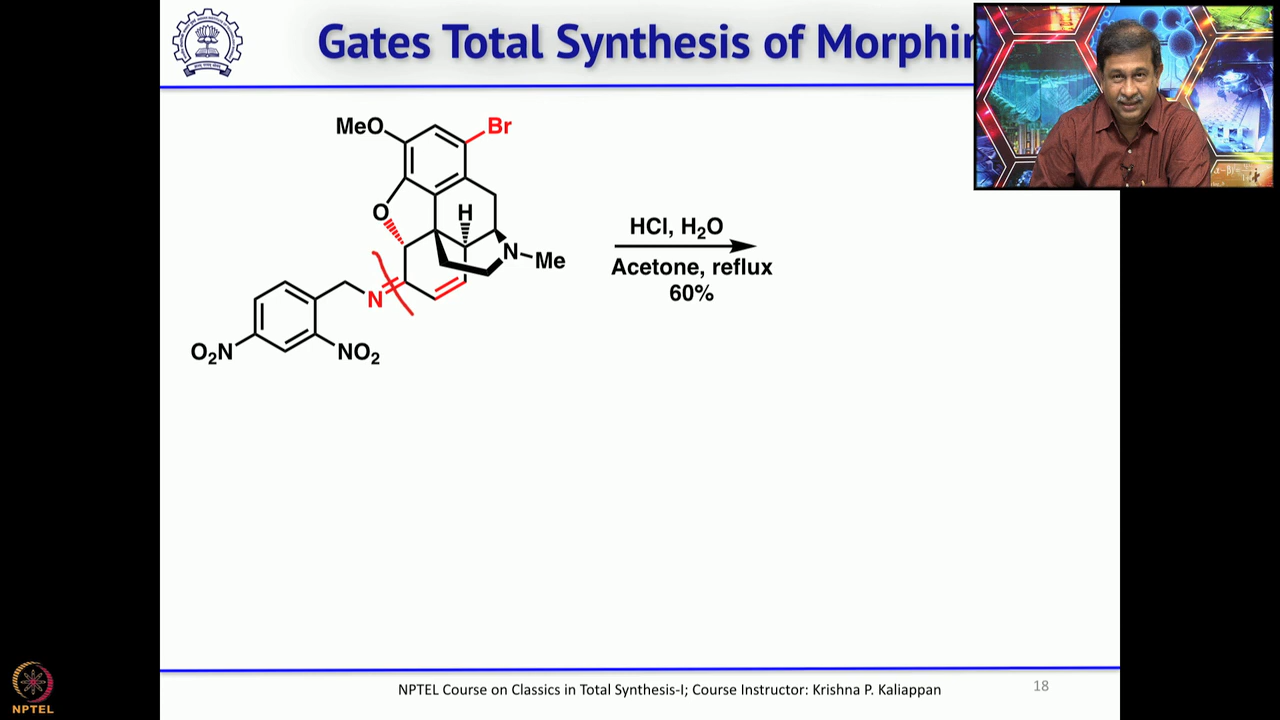 Gates Total Synthesis of Morphin
MeO
Br
O
H
N
Me
N
O₂N
NO₂
HCl, H₂O
Acetone, reflux
60%
NPTEL Course on Classics in Total Synthesis-I; Course Instructor: Krishna P. Kaliappan
18
NPTEL